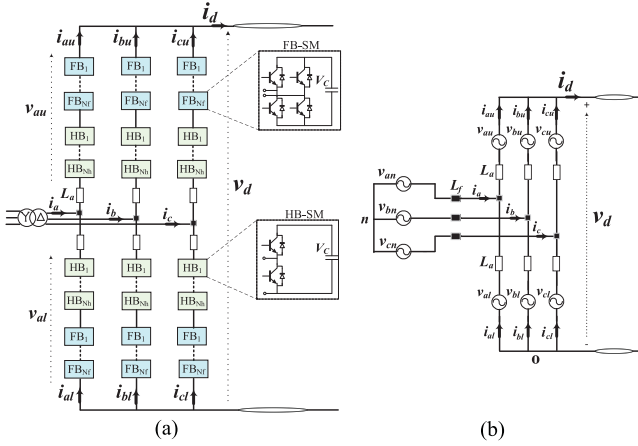 i_d
i_au i_bu i_cu
FB_1 FB_1 FB_1
FB-SM
V_C
v_au
FB_Nf FB_Nf FB_Nf
HB_1 HB_1 HB_1
HB_Nh HB_Nh HB_Nh
L_a
v_d
i_a
i_b
i_c
Y Δ
HB-SM
V_C
HB_1 HB_1 HB_1
v_al
HB_Nh HB_Nh HB_Nh
FB_1 FB_1 FB_1
FB_Nf FB_Nf FB_Nf
i_al i_bl i_cl
(a)
i_d
i_au i_bu i_cu
+
v_au v_bu v_cu
L_a
v_an
L_f
i_a
n
v_bn
i_b
v_d
v_cn
i_c
L_a
v_al v_bl v_cl
i_al i_bl i_cl
-
o
(b)